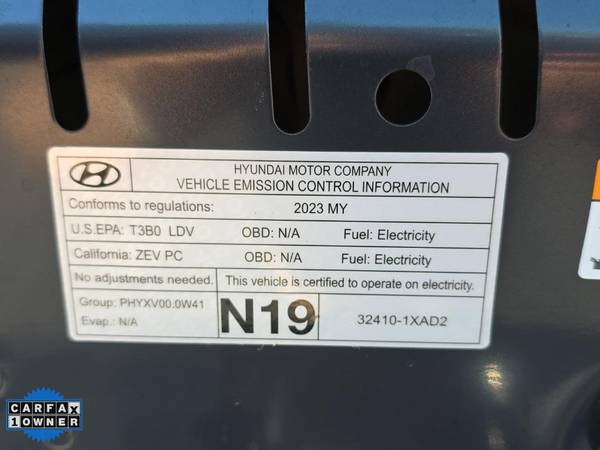 HYUNDAI MOTOR COMPANY
VEHICLE EMISSION CONTROL INFORMATION
Conforms to regulations: 2023 MY
U.S.EPA: T3B0 LDV OBD: N/A Fuel: Electricity
California: ZEV PC OBD: N/A Fuel: Electricity
No adjustments needed. This vehicle is certified to operate on electricity.
Group: PHYXV00.0W41
Evap.: N/A
N19
32410-1XAD2
CARFAX
1 OWNER